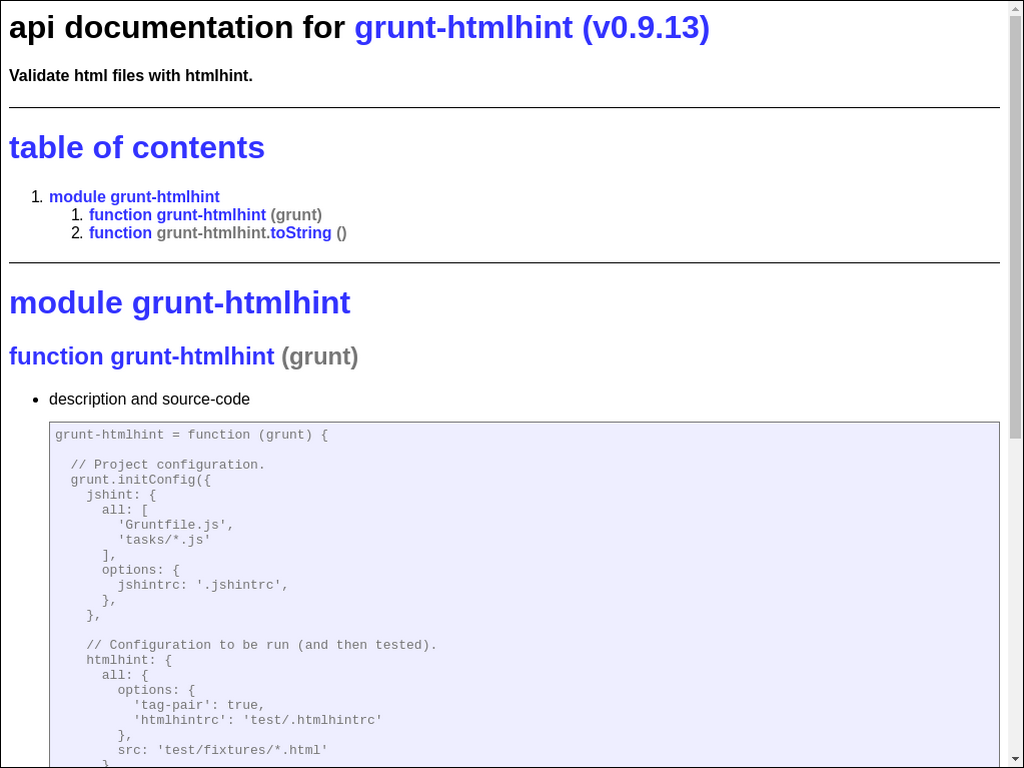 api documentation for grunt-htmlhint (v0.9.13)
Validate html files with htmlhint.
table of contents
1. module grunt-htmlhint
1. function grunt-htmlhint (grunt)
2. function grunt-htmlhint.toString ()
module grunt-htmlhint
function grunt-htmlhint (grunt)
• description and source-code
grunt-htmlhint = function (grunt) {
// Project configuration.
grunt.initConfig({
jshint: {
all: [
'Gruntfile.js',
'tasks/*.js'
],
options: {
jshintrc: '.jshintrc',
},
},
// Configuration to be run (and then tested).
htmlhint: {
all: {
options: {
'tag-pair': true,
'htmlhintrc': 'test/.htmlhintrc'
},
src: 'test/fixtures/*.html'
}